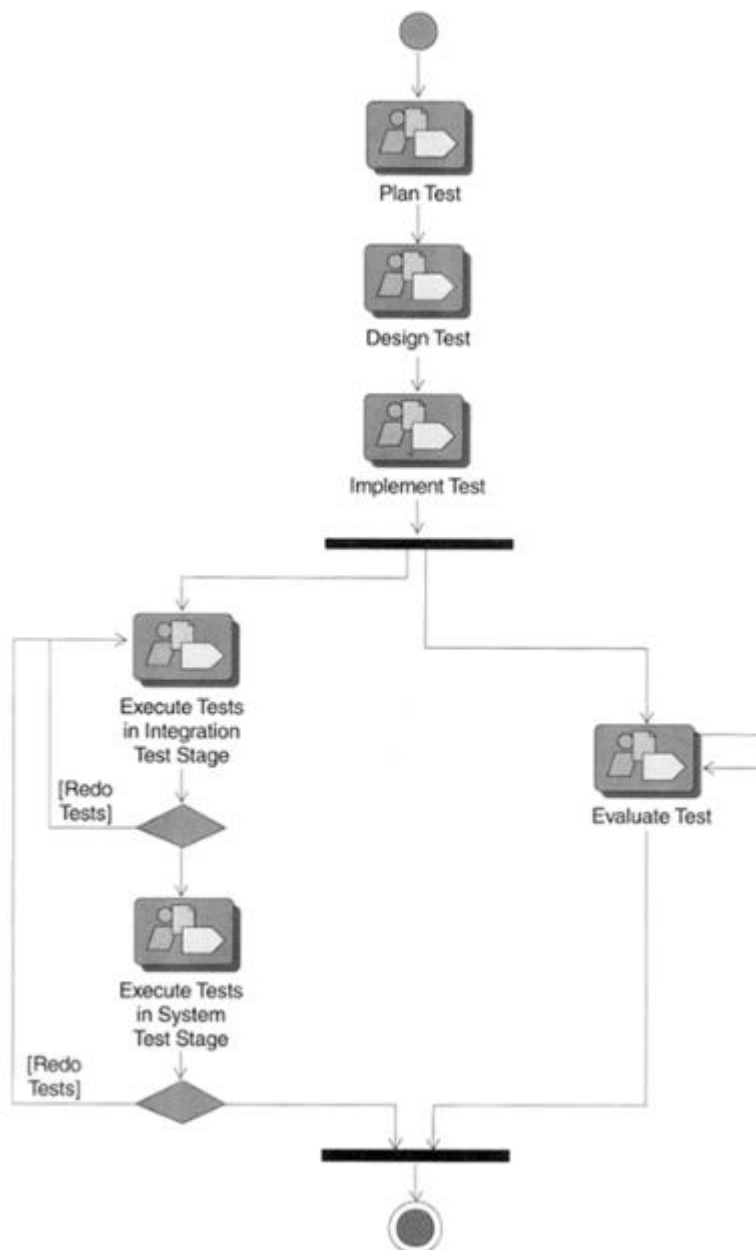 Plan Test
Design Test
Implement Test
Execute Tests
in Integration
Test Stage
[Redo
Tests]
Evaluate Test
Execute Tests
in System
Test Stage
[Redo
Tests]